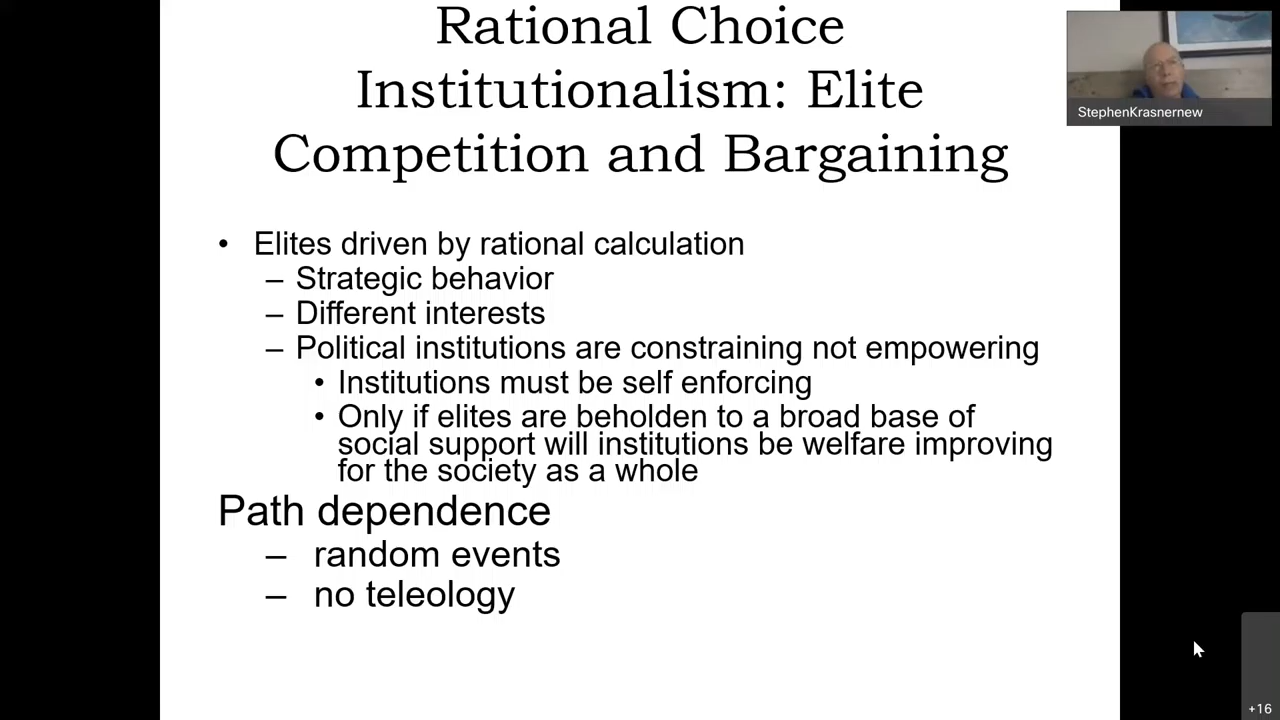 Rational Choice
Institutionalism: Elite
Competition and Bargaining
StephenKrasnernew
• Elites driven by rational calculation
– Strategic behavior
– Different interests
– Political institutions are constraining not empowering
• Institutions must be self enforcing
• Only if elites are beholden to a broad base of
social support will institutions be welfare improving
for the society as a whole
Path dependence
– random events
– no teleology
+16